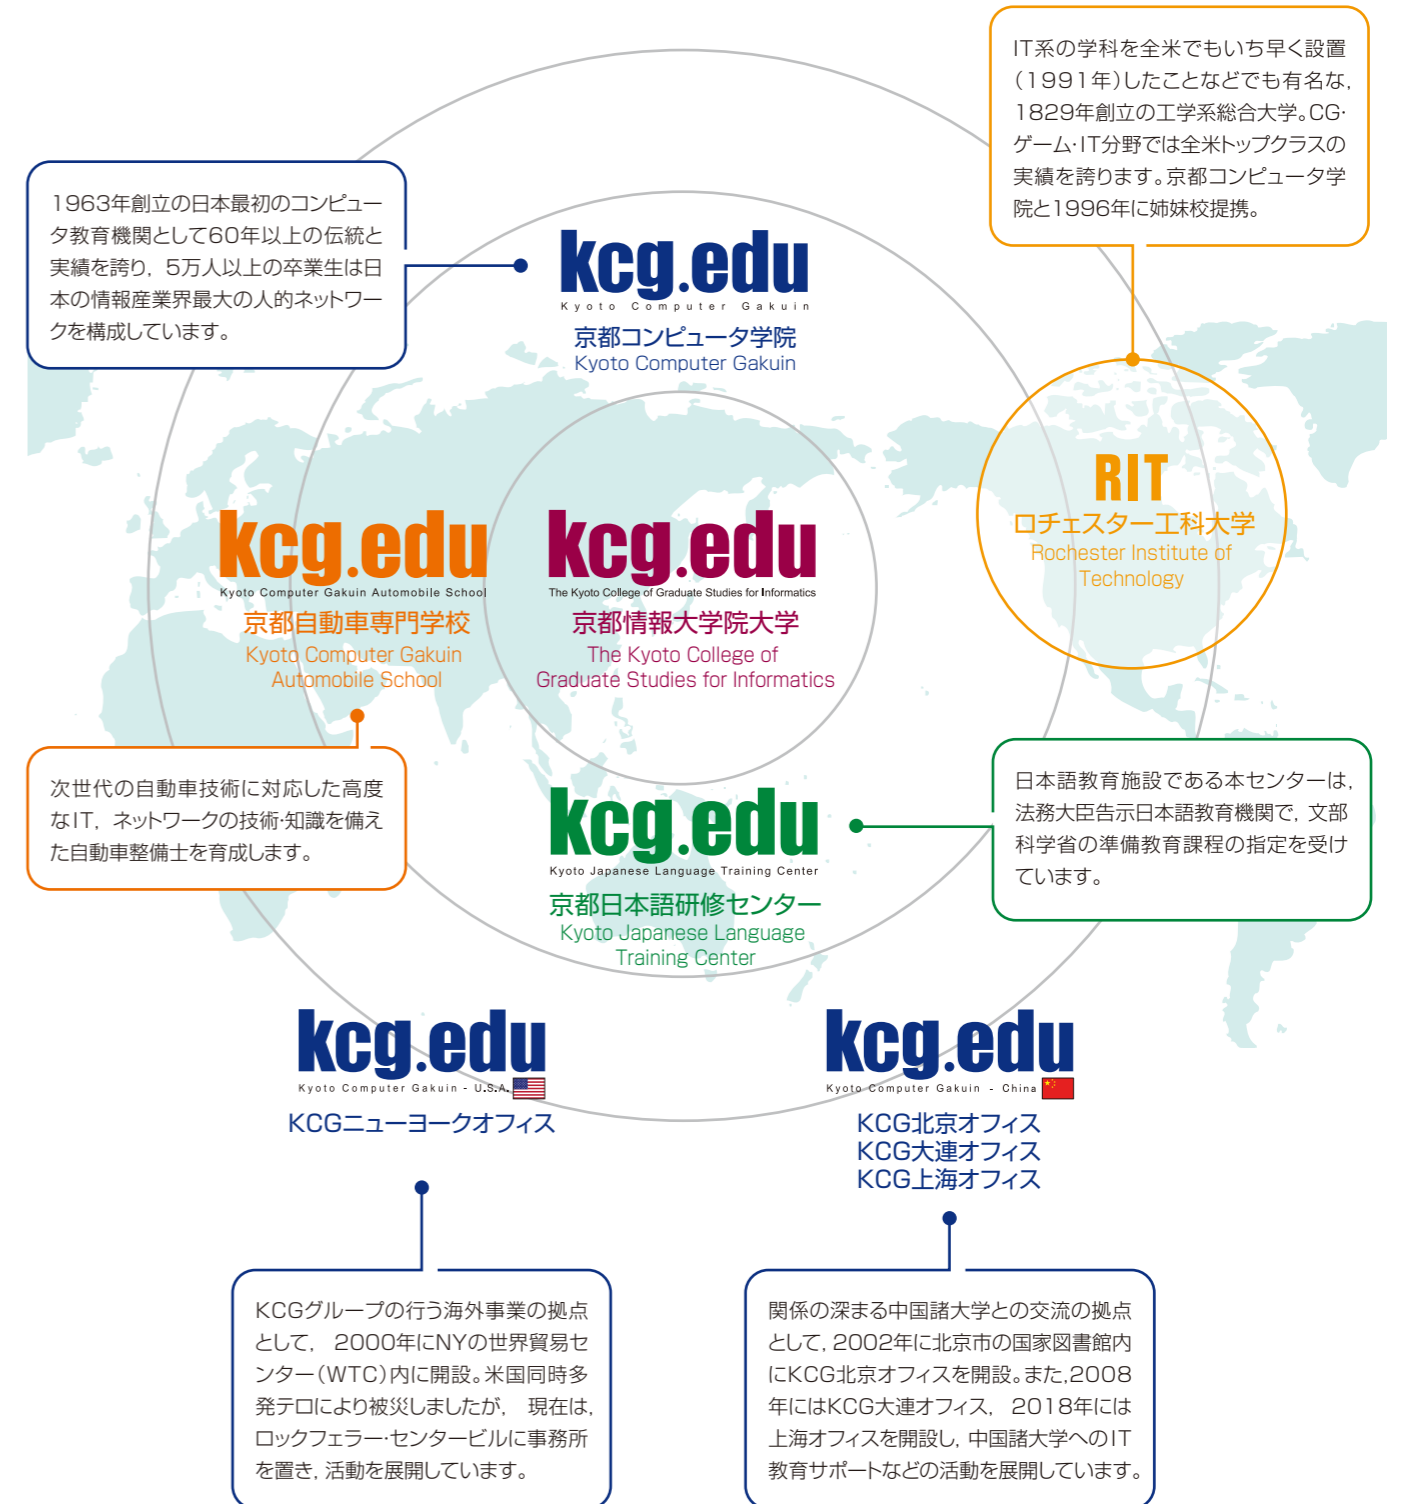 IT系の学科を全米でもいち早く設置
(1991年)したことなどでも有名な,
1829年創立の工学系総合大学。CG・
ゲーム・IT分野では全米トップクラスの
実績を誇ります。京都コンピュータ学
院と1996年に姉妹校提携。
1963年創立の日本最初のコンピュー
タ教育機関として60年以上の伝統と
実績を誇り, 5万人以上の卒業生は日
本の情報産業界最大の人的ネットワー
クを構成しています。
kcg.edu
Kyoto Computer Gakuin
京都コンピュータ学院
Kyoto Computer Gakuin
RIT
ロチェスター工科大学
Rochester Institute of
Technology
kcg.edu
Kyoto Computer Gakuin Automobile School
京都自動車専門学校
Kyoto Computer Gakuin
Automobile School
kcg.edu
The Kyoto College of Graduate Studies for Informatics
京都情報大学院大学
The Kyoto College of
Graduate Studies for Informatics
次世代の自動車技術に対応した高度
なIT, ネットワークの技術・知識を備え
た自動車整備士を育成します。
kcg.edu
Kyoto Japanese Language Training Center
京都日本語研修センター
Kyoto Japanese Language
Training Center
日本語教育施設である本センターは,
法務大臣告示日本語教育機関で, 文部
科学省の準備教育課程の指定を受け
ています。
kcg.edu
Kyoto Computer Gakuin - U.S.A.
KCGニューヨークオフィス
kcg.edu
Kyoto Computer Gakuin - China
KCG北京オフィス
KCG大連オフィス
KCG上海オフィス
KCGグループの行う海外事業の拠点
として, 2000年にNYの世界貿易セ
ンター(WTC)内に開設。米国同時多
発テロにより被災しましたが, 現在は,
ロックフェラー・センタービルに事務所
を置き, 活動を展開しています。
関係の深まる中国諸大学との交流の拠点
として, 2002年に北京市の国家図書館内
にKCG北京オフィスを開設。また,2008
年にはKCG大連オフィス, 2018年には
上海オフィスを開設し, 中国諸大学へのIT
教育サポートなどの活動を展開しています。